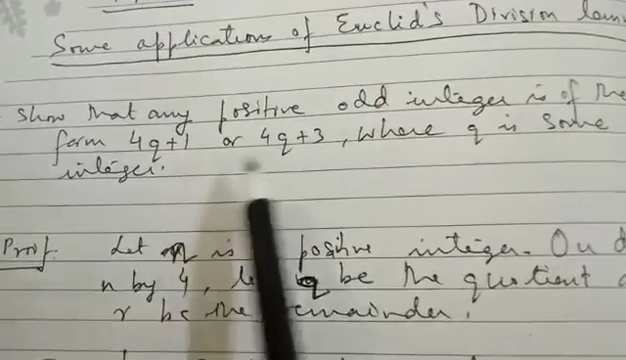 Some applications of Euclid's Division
Show that any positive odd integer is of the
form 4q+1 or 4q+3, where q is some
integer.
Proof. Let n is positive integer. On
n by 4, q be the quotient
r be the remainder.